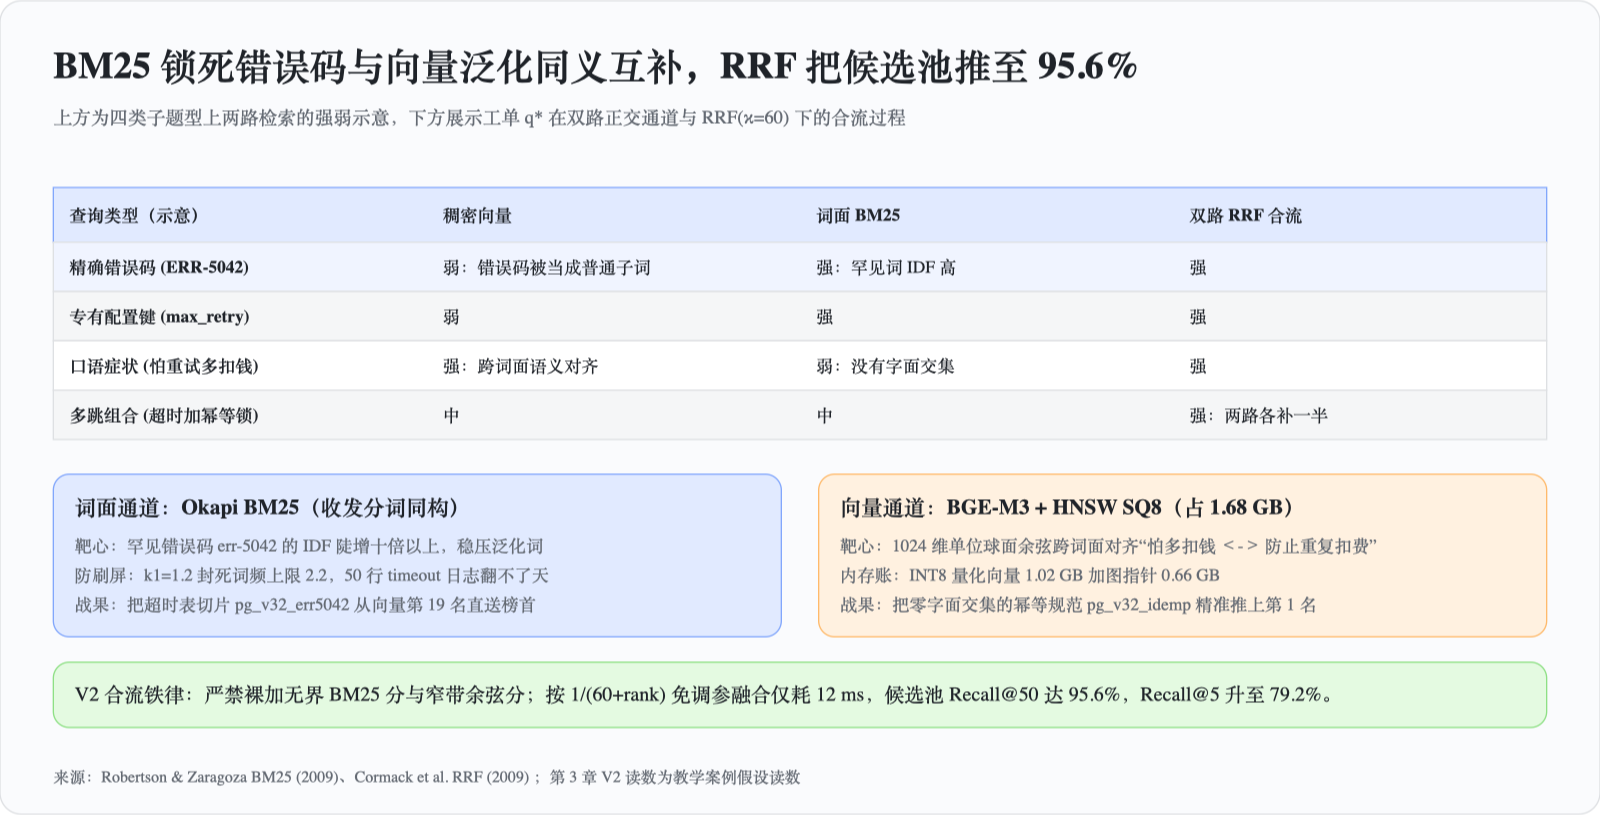 BM25 锁死错误码与向量泛化同义互补，RRF 把候选池推至 95.6%
上方为四类子题型上两路检索的强弱示意，下方展示工单 q* 在双路正交通道与 RRF(κ=60) 下的合流过程
查询类型（示意） 稠密向量 词面 BM25 双路 RRF 合流
精确错误码 (ERR-5042) 弱：错误码被当成普通子词 强：罕见词 IDF 高 强
专有配置键 (max_retry) 弱 强 强
口语症状 (怕重试多扣钱) 强：跨词面语义对齐 弱：没有字面交集 强
多跳组合 (超时加幂等锁) 中 中 强：两路各补一半
词面通道：Okapi BM25（收发分词同构）
靶心：罕见错误码 err-5042 的 IDF 陡增十倍以上，稳压泛化词
防刷屏：k1=1.2 封死词频上限 2.2，50 行 timeout 日志翻不了天
战果：把超时表切片 pg_v32_err5042 从向量第 19 名直送榜首
向量通道：BGE-M3 + HNSW SQ8（占 1.68 GB）
靶心：1024 维单位球面余弦跨词面对齐“怕多扣钱 <-> 防止重复扣费”
内存账：INT8 量化向量 1.02 GB 加图指针 0.66 GB
战果：把零字面交集的幂等规范 pg_v32_idemp 精准推上第 1 名
V2 合流铁律：严禁裸加无界 BM25 分与窄带余弦分；按 1/(60+rank) 免调参融合仅耗 12 ms，候选池 Recall@50 达 95.6%，Recall@5 升至 79.2%。
来源：Robertson & Zaragoza BM25 (2009)、Cormack et al. RRF (2009)；第 3 章 V2 读数为教学案例假设读数